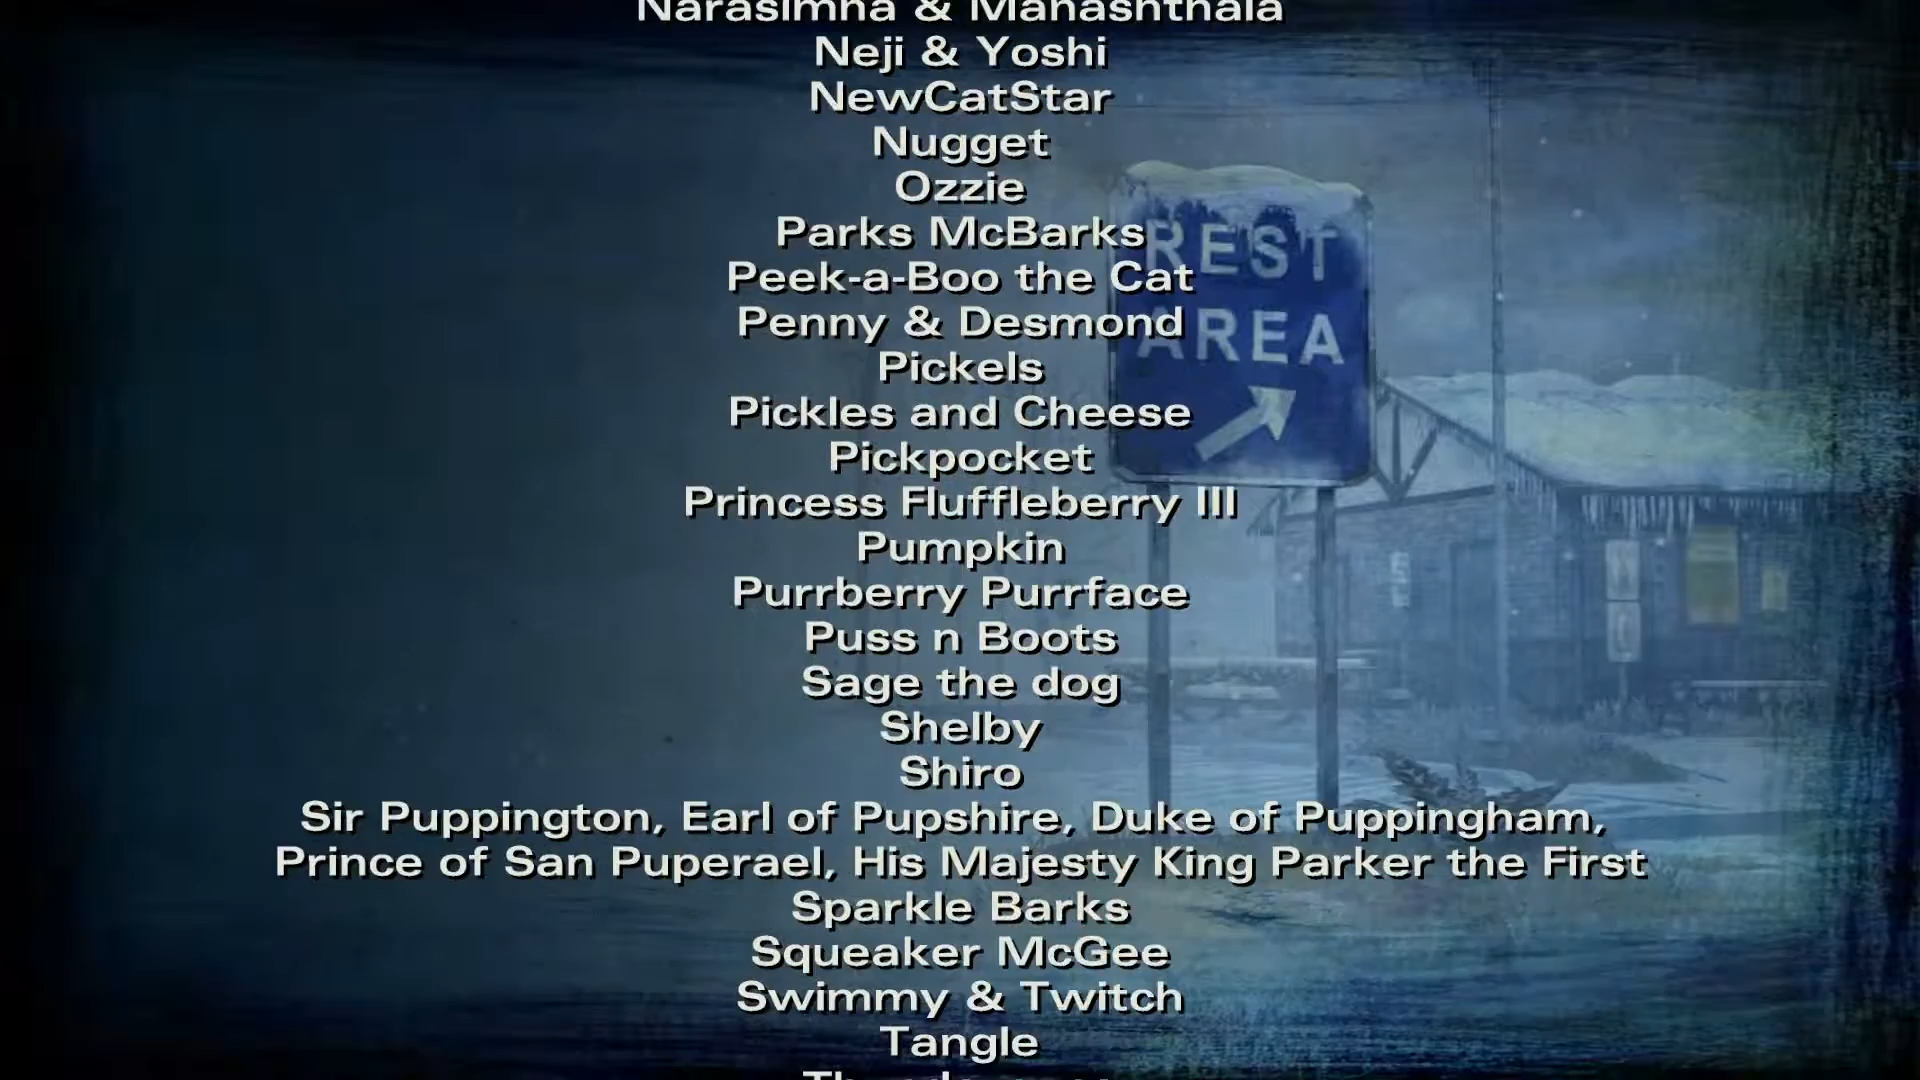 Narasimha & Mahashthala
Neji & Yoshi
NewCatStar
Nugget
Ozzie
Parks McBarks
Peek-a-Boo the Cat
Penny & Desmond
Pickels
Pickles and Cheese
Pickpocket
Princess Fluffleberry III
Pumpkin
Purrberry Purrface
Puss n Boots
Sage the dog
Shelby
Shiro
Sir Puppington, Earl of Pupshire, Duke of Puppingham,
Prince of San Puperael, His Majesty King Parker the First
Sparkle Barks
Squeaker McGee
Swimmy & Twitch
Tangle
REST
AREA